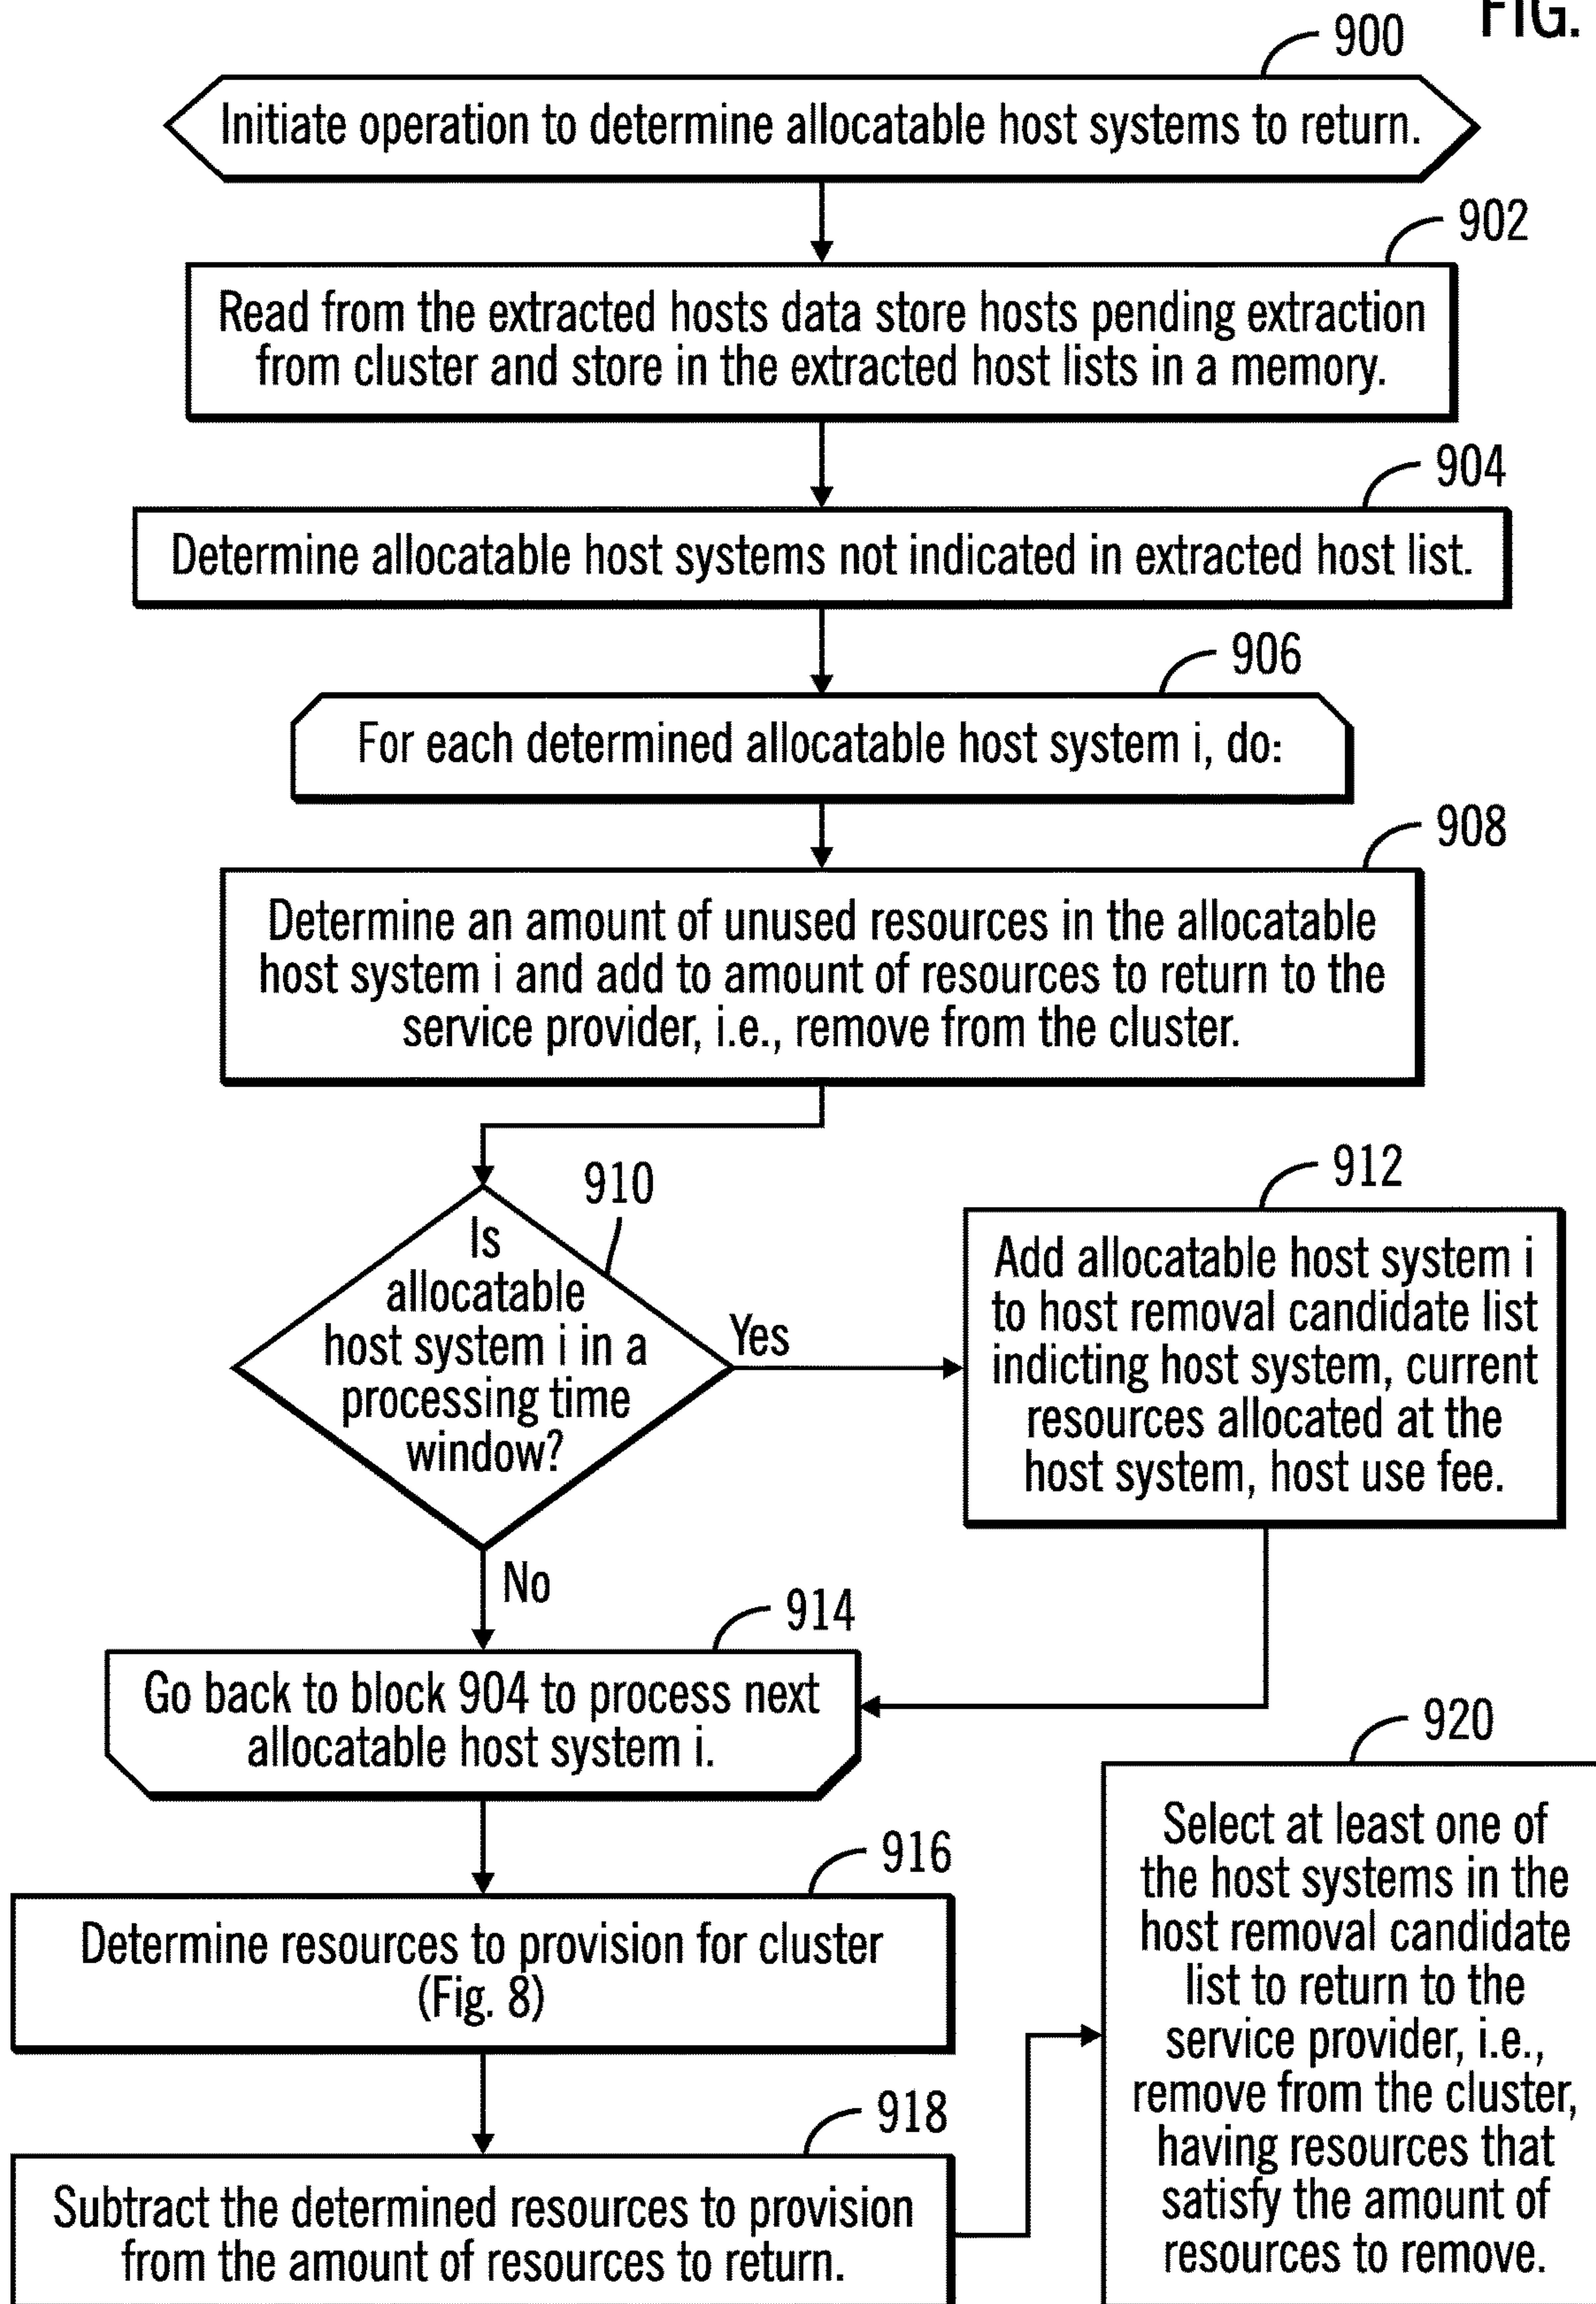 FIG.
900
Initiate operation to determine allocatable host systems to return.
902
Read from the extracted hosts data store hosts pending extraction
from cluster and store in the extracted host lists in a memory.
904
Determine allocatable host systems not indicated in extracted host list.
906
For each determined allocatable host system i, do:
908
Determine an amount of unused resources in the allocatable
host system i and add to amount of resources to return to the
service provider, i.e., remove from the cluster.
910
Is
allocatable
host system i in a
processing time
window?
Yes
No
912
Add allocatable host system i
to host removal candidate list
indicting host system, current
resources allocated at the
host system, host use fee.
914
Go back to block 904 to process next
allocatable host system i.
916
Determine resources to provision for cluster
(Fig. 8)
918
Subtract the determined resources to provision
from the amount of resources to return.
920
Select at least one of
the host systems in the
host removal candidate
list to return to the
service provider, i.e.,
remove from the cluster,
having resources that
satisfy the amount of
resources to remove.